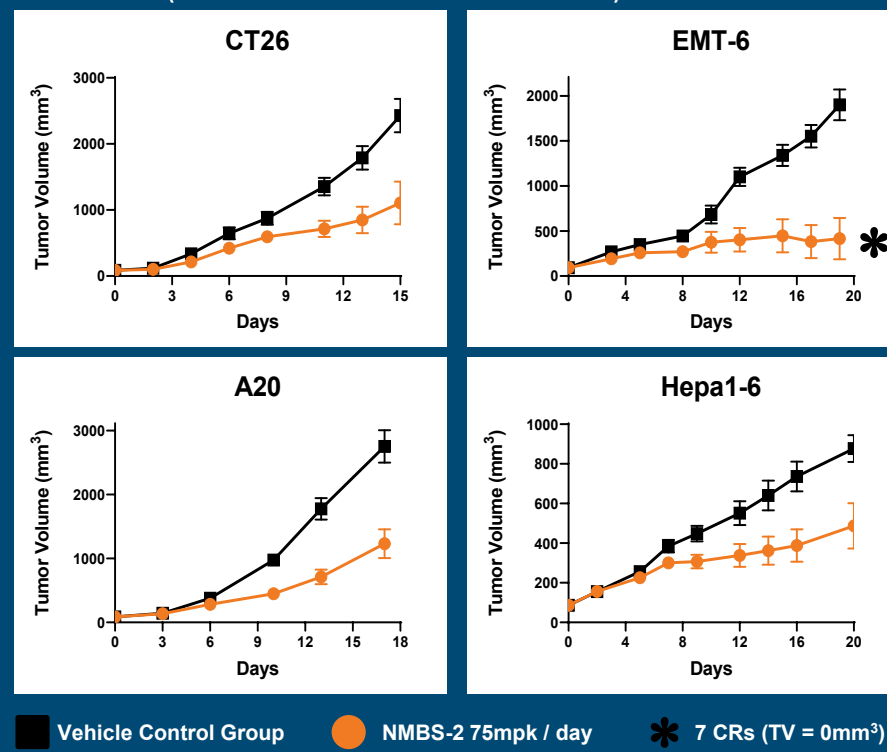 CT26
Tumor Volume (mm³)
3000
2000
1000
0
0 3 6 9 12 15
Days
EMT-6
Tumor Volume (mm³)
2000
1500
1000
500
0
0 4 8 12 16 20
Days
*
A20
Tumor Volume (mm³)
3000
2000
1000
0
0 3 6 9 12 15 18
Days
Hepa1-6
Tumor Volume (mm³)
1000
800
600
400
200
0
0 4 8 12 16 20
Days
Vehicle Control Group NMBS-2 75mpk / day * 7 CRs (TV = 0mm³)